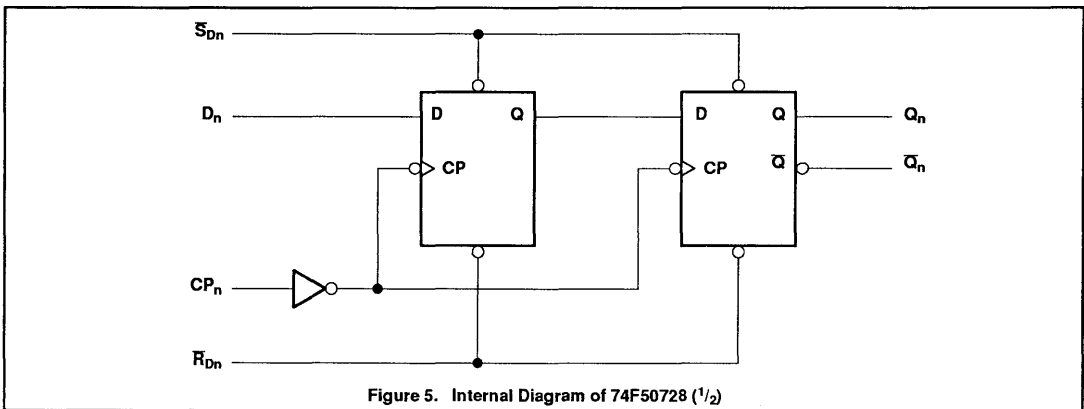 S̅Dn
Dn
D Q
D Q
Qn
CP
CP Q̅
Q̅n
CPn
R̅Dn
Figure 5. Internal Diagram of 74F50728 (1/2)